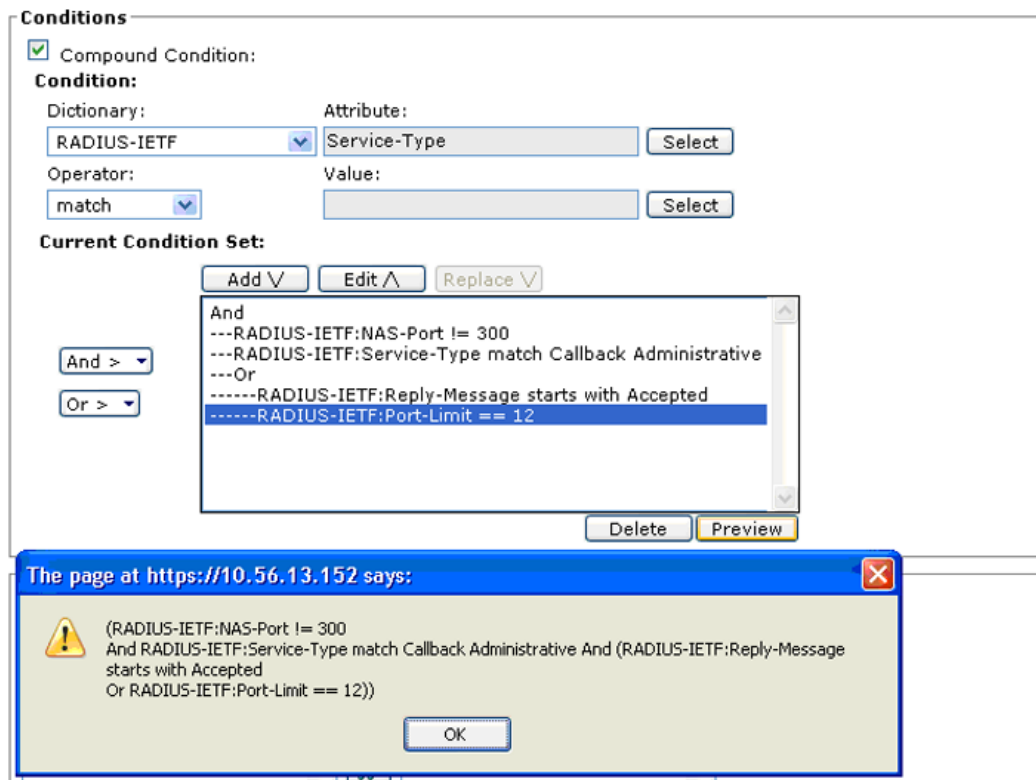 Conditions
Compound Condition:
Condition:
Dictionary: Attribute:
RADIUS-IETF Service-Type Select
Operator: Value:
match Select
Current Condition Set:
Add \/ Edit /\ Replace \/
And
---RADIUS-IETF:NAS-Port != 300
---RADIUS-IETF:Service-Type match Callback Administrative
---Or
------RADIUS-IETF:Reply-Message starts with Accepted
------RADIUS-IETF:Port-Limit == 12
And >
Or >
Delete Preview
The page at https://10.56.13.152 says:
(RADIUS-IETF:NAS-Port != 300
And RADIUS-IETF:Service-Type match Callback Administrative And (RADIUS-IETF:Reply-Message
starts with Accepted
Or RADIUS-IETF:Port-Limit == 12))
OK